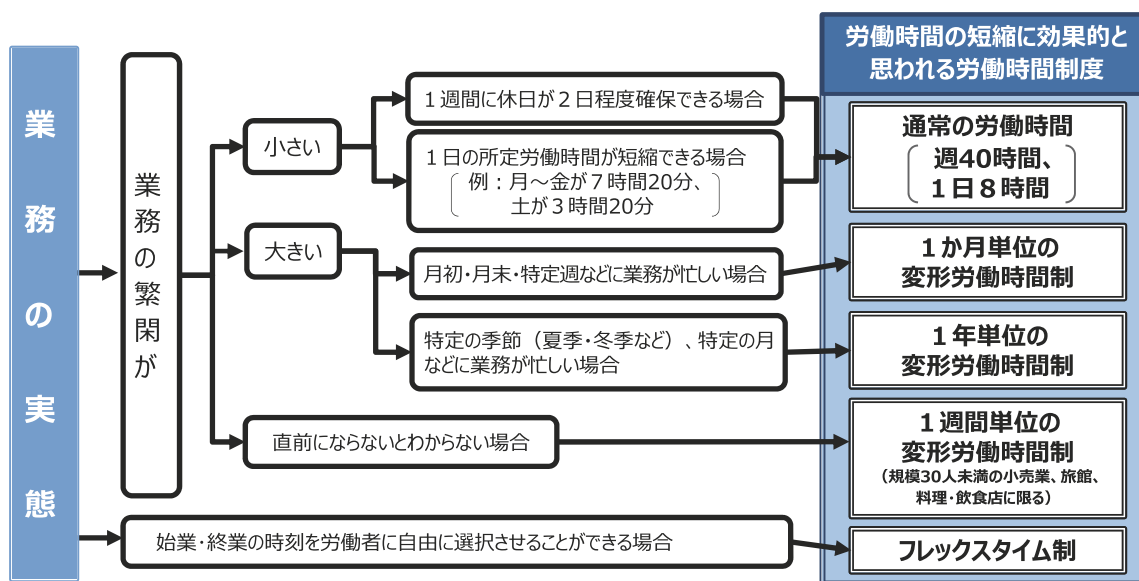 業務の実態
業務の繁閑が
小さい
1週間に休日が2日程度確保できる場合
1日の所定労働時間が短縮できる場合
例：月～金が7時間20分、
土が3時間20分
大きい
月初・月末・特定週などに業務が忙しい場合
特定の季節（夏季・冬季など）、特定の月
などに業務が忙しい場合
直前にならないとわからない場合
始業・終業の時刻を労働者に自由に選択させることができる場合
労働時間の短縮に効果的と
思われる労働時間制度
通常の労働時間
週40時間、
1日8時間
1か月単位の
変形労働時間制
1年単位の
変形労働時間制
1週間単位の
変形労働時間制
（規模30人未満の小売業、旅館、
料理・飲食店に限る）
フレックスタイム制